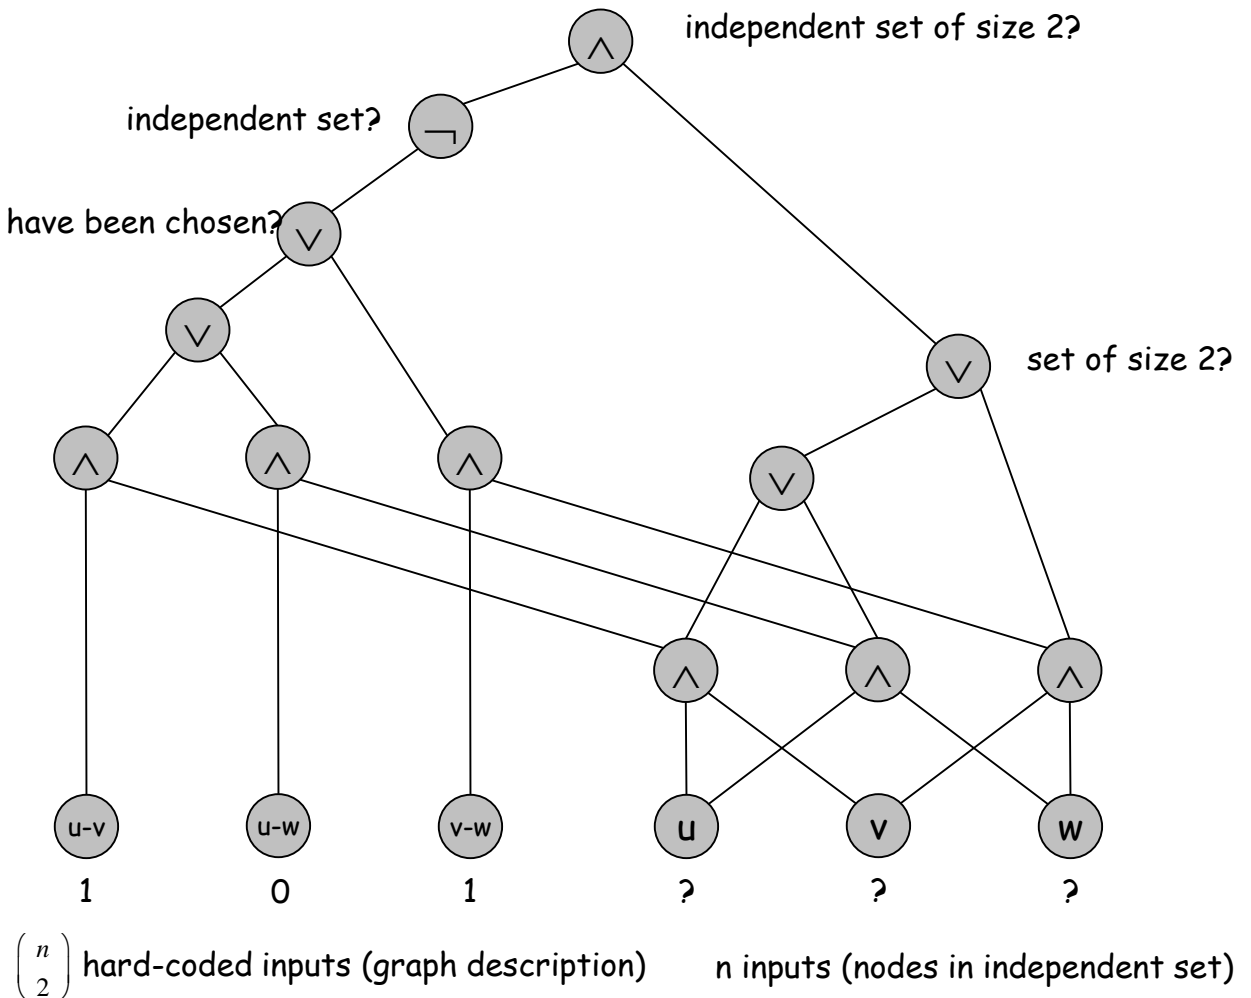 independent set of size 2?
∧
independent set?
¬
have been chosen?
∨
∨
set of size 2?
∨
∧ ∧ ∧
∨
∧ ∧ ∧
u-v u-w v-w u v w
1 0 1 ? ? ?
(n 2) hard-coded inputs (graph description) n inputs (nodes in independent set)